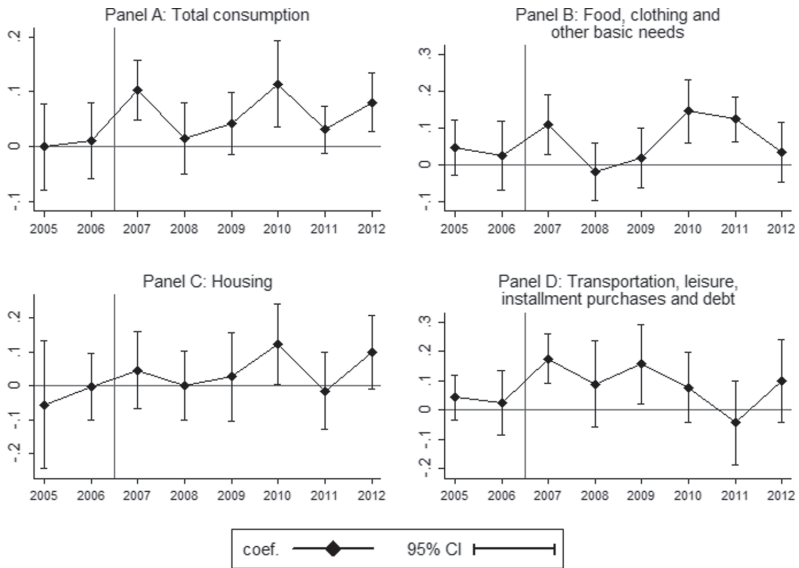 Panel A: Total consumption
.2
.1
0
-.1
2005 2006 2007 2008 2009 2010 2011 2012
Panel B: Food, clothing and
other basic needs
.3
.2
.1
0
-.1
2005 2006 2007 2008 2009 2010 2011 2012
Panel C: Housing
.2
.1
0
-.1
-.2
2005 2006 2007 2008 2009 2010 2011 2012
Panel D: Transportation, leisure,
installment purchases and debt
.3
.2
.1
0
-.1
-.2
2005 2006 2007 2008 2009 2010 2011 2012
coef. 95% CI